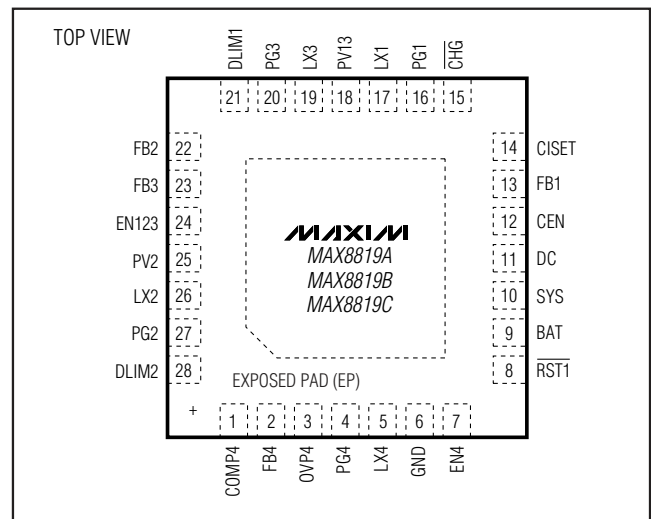 TOP VIEW
DLIM1 PG3 LX3 PV13 LX1 PG1 CHG
21 20 19 18 17 16 15
FB2 22
FB3 23
EN123 24
PV2 25
LX2 26
PG2 27
DLIM2 28
MAXIM
MAX8819A
MAX8819B
MAX8819C
14 CISET
13 FB1
12 CEN
11 DC
10 SYS
9 BAT
8 RST1
EXPOSED PAD (EP)
+
1 2 3 4 5 6 7
COMP4 FB4 OVP4 PG4 LX4 GND EN4